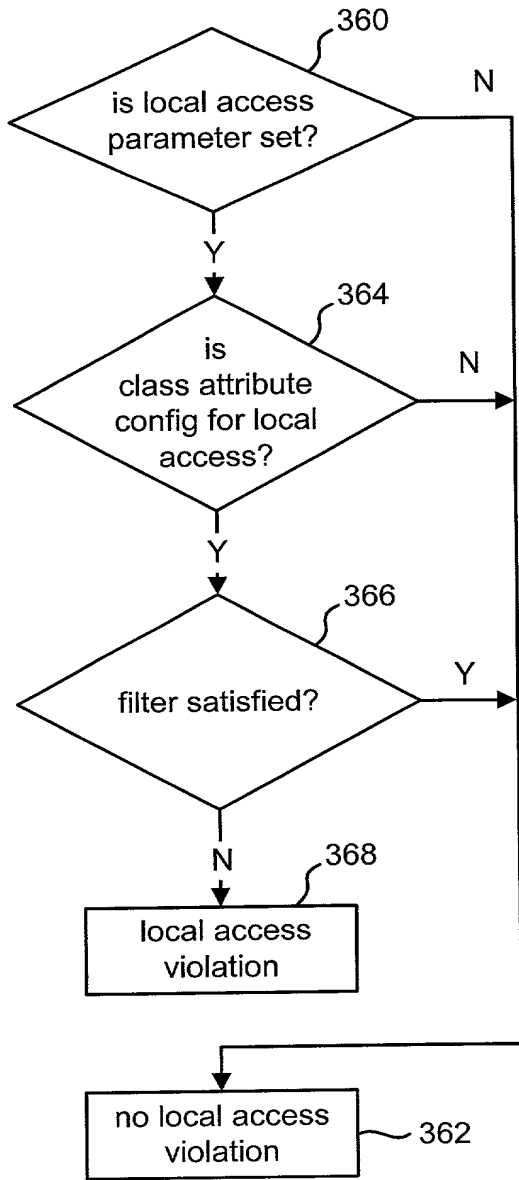 360
N
is local access
parameter set?
Y
364
is
N
class attribute
config for local
access?
Y
366
Y
filter satisfied?
N
368
local access
violation
no local access
violation
362